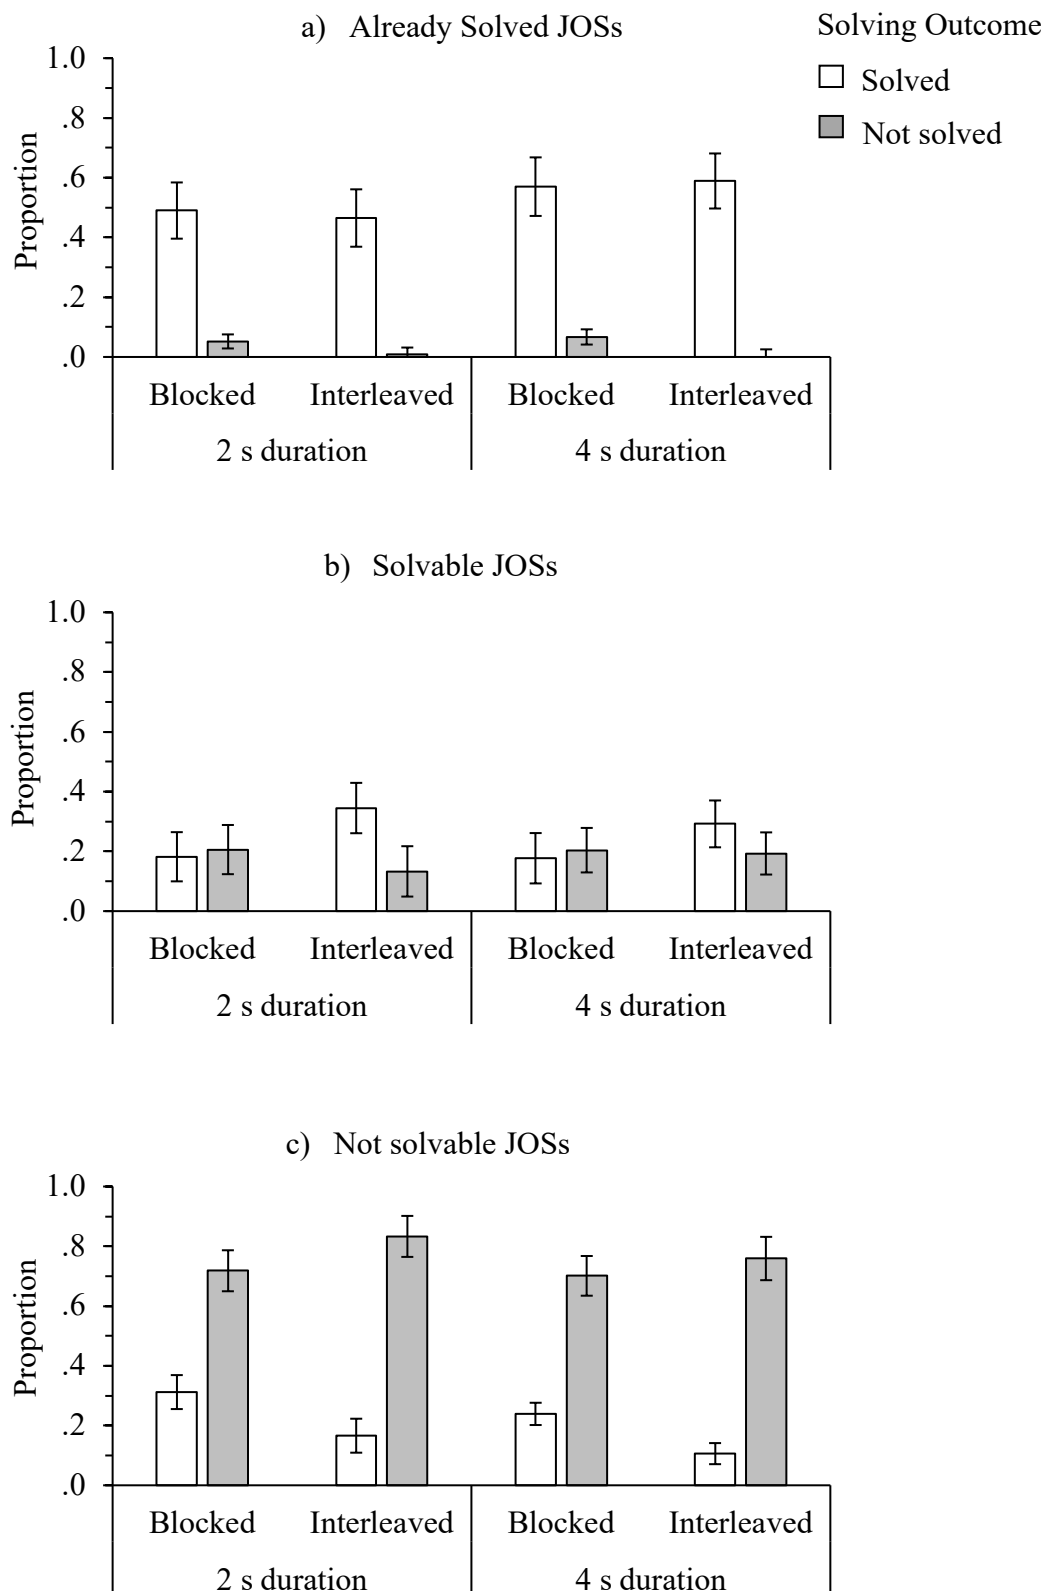 a) Already Solved JOSs
Solving Outcome
Solved
Not solved
Proportion
1.0
.8
.6
.4
.2
.0
Blocked Interleaved Blocked Interleaved
2 s duration 4 s duration
b) Solvable JOSs
Proportion
1.0
.8
.6
.4
.2
.0
Blocked Interleaved Blocked Interleaved
2 s duration 4 s duration
c) Not solvable JOSs
Proportion
1.0
.8
.6
.4
.2
.0
Blocked Interleaved Blocked Interleaved
2 s duration 4 s duration